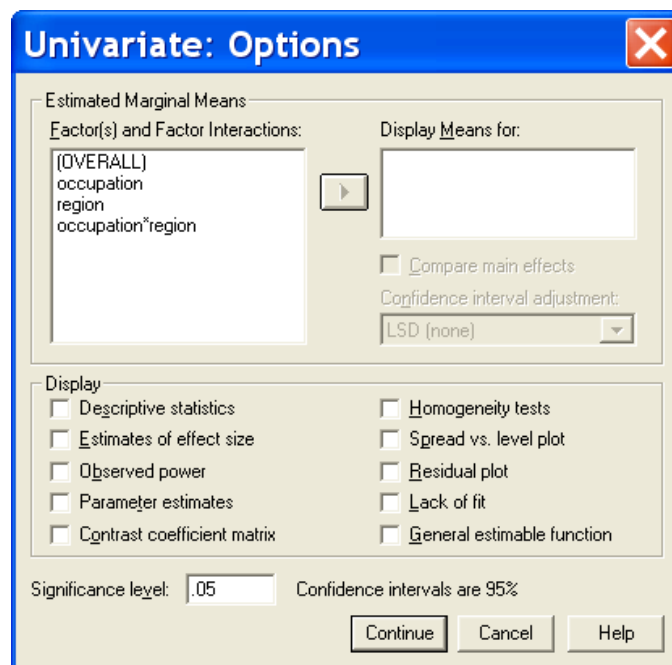 Univariate: Options
Estimated Marginal Means
Factor(s) and Factor Interactions:
(OVERALL)
occupation
region
occupation*region
Display Means for:
Compare main effects
Confidence interval adjustment:
LSD (none)
Display
Descriptive statistics
Estimates of effect size
Observed power
Parameter estimates
Contrast coefficient matrix
Homogeneity tests
Spread vs. level plot
Residual plot
Lack of fit
General estimable function
Significance level: .05 Confidence intervals are 95%
Continue Cancel Help